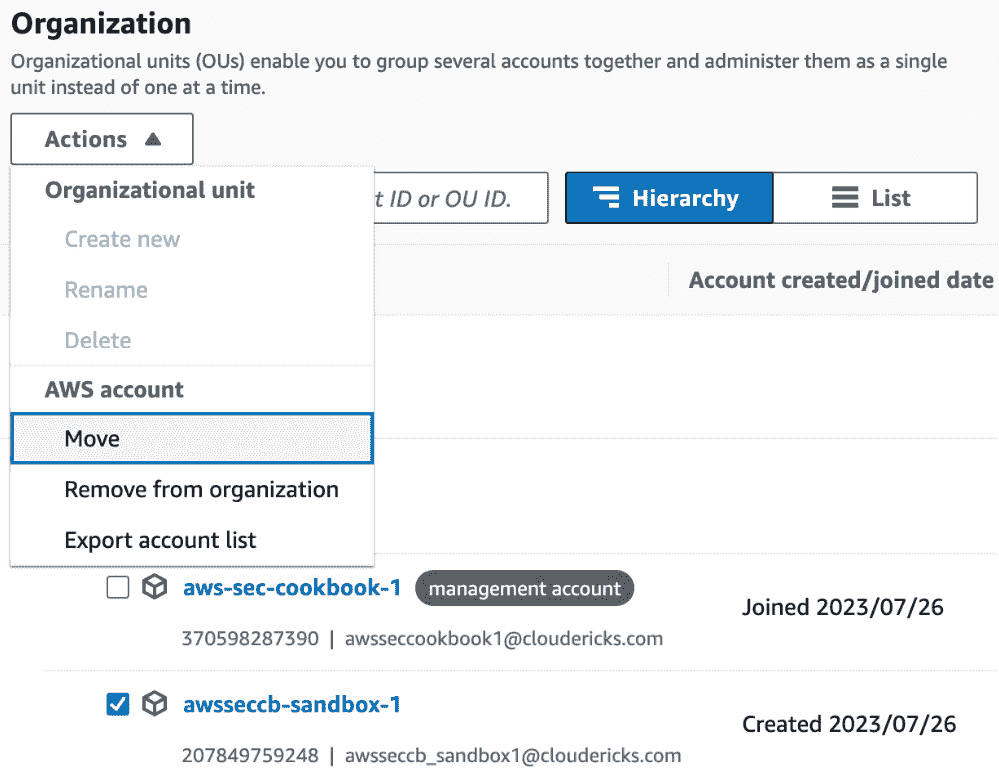 Organization
Organizational units (OUs) enable you to group several accounts together and administer them as a single
unit instead of one at a time.
Actions
Organizational unit
t ID or OU ID.
Hierarchy
List
Create new
Rename
Account created/joined date
Delete
AWS account
Move
Remove from organization
Export account list
aws-sec-cookbook-1 management account
Joined 2023/07/26
370598287390 | awsseccookbook1@cloudericks.com
awsseccb-sandbox-1
Created 2023/07/26
207849759248 | awsseccb_sandbox1@cloudericks.com